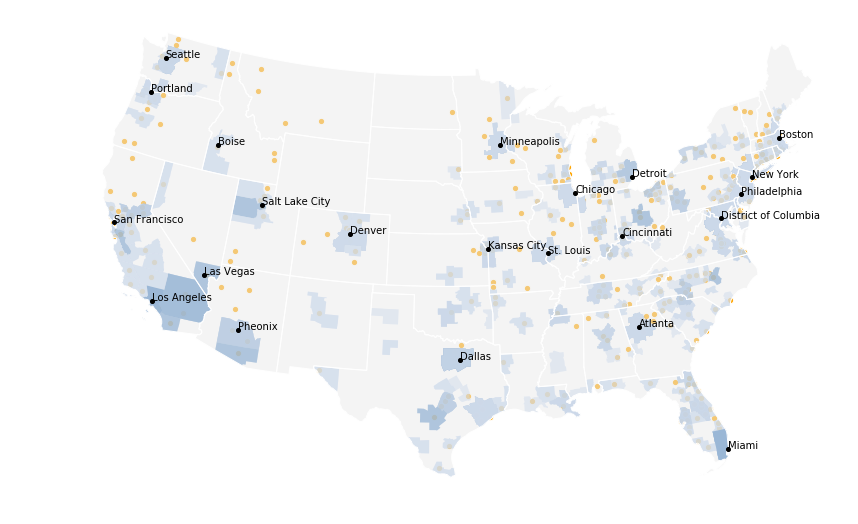 Seattle
Portland
Boise
Minneapolis
Boston
Detroit
New York
Chicago
Philadelphia
Salt Lake City
San Francisco
District of Columbia
Denver
Cincinnati
Kansas City
St. Louis
Las Vegas
Los Angeles
Pheonix
Atlanta
Dallas
Miami